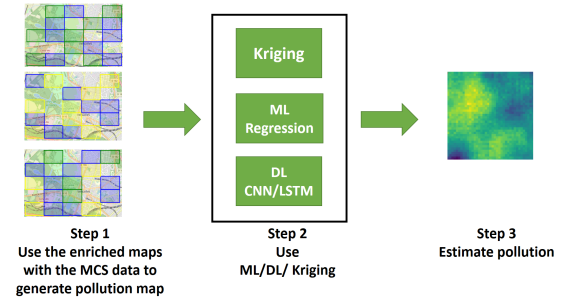 Kriging
ML
Regression
DL
CNN/LSTM
Step 1
Use the enriched maps
with the MCS data to
generate pollution map
Step 2
Use
ML/DL/ Kriging
Step 3
Estimate pollution